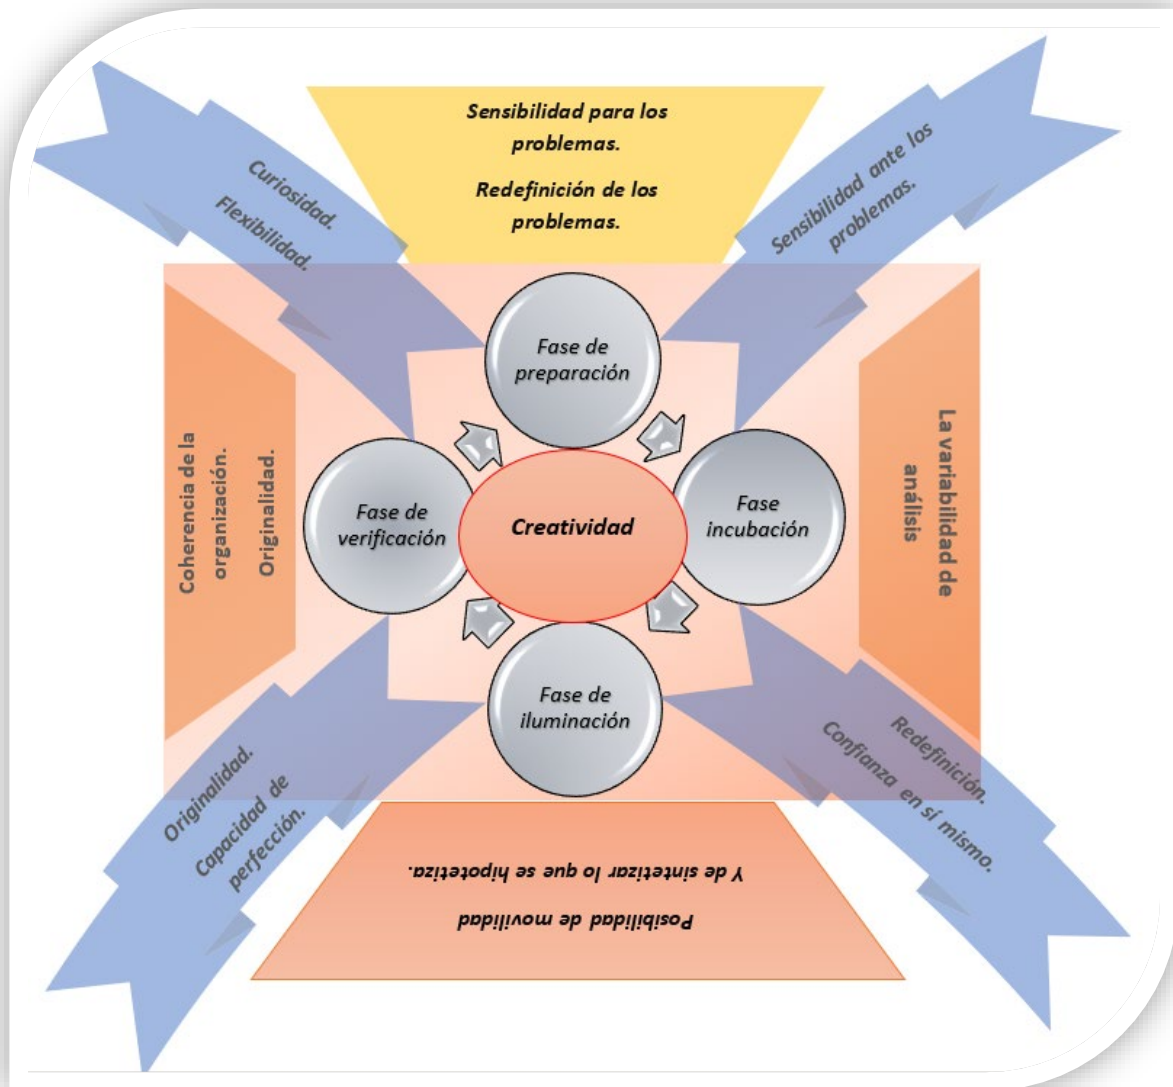 Sensibilidad para los
problemas.
Redefinición de los
problemas.
Curiosidad.
Flexibilidad.
Sensibilidad ante los
problemas.
Fase de
preparación
Coherencia de la
organización.
Originalidad.
Fase de
verificación
Creatividad
Fase
incubación
La variabilidad de
análisis
Fase de
iluminación
Originalidad.
Capacidad de
perfección.
Redefinición.
Confianza en sí mismo.
Posibilidad de movilidad
Y de sintetizar lo que se hipotetiza.